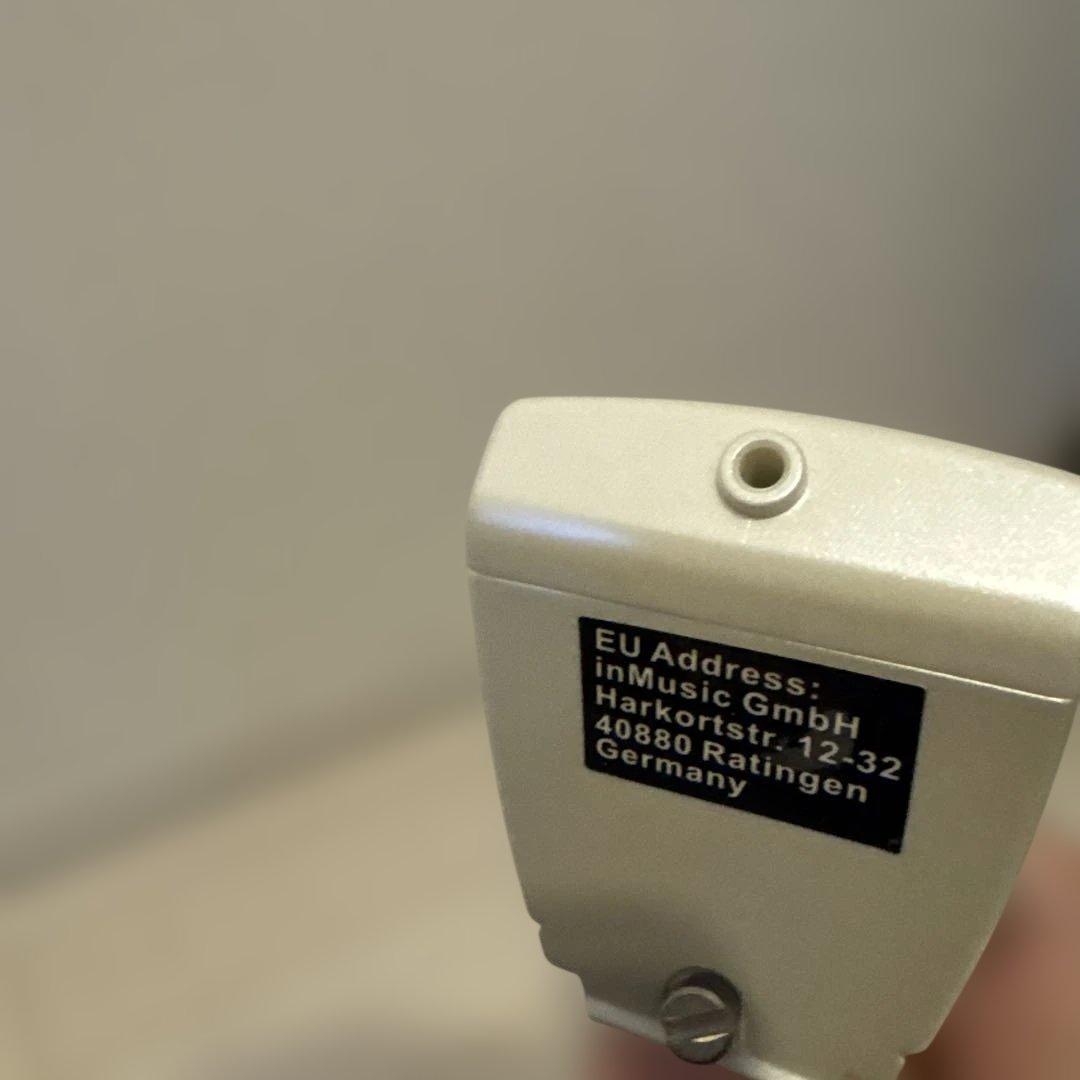 EU Address:
inMusic GmbH
Harkortstr. 12-32
40880 Ratingen
Germany